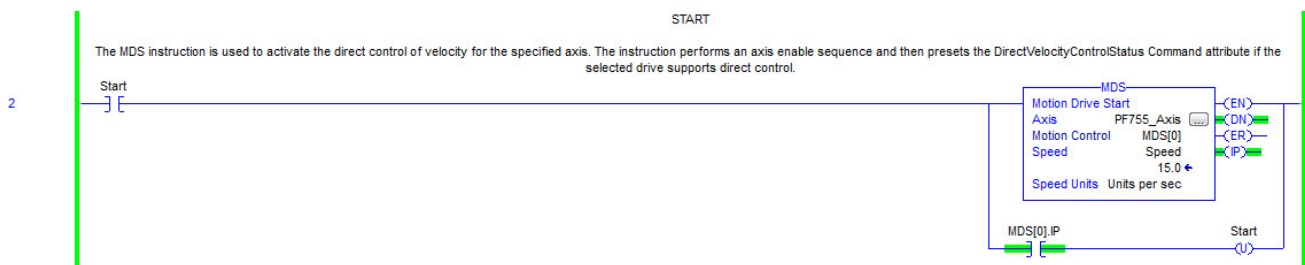 START
The MDS instruction is used to activate the direct control of velocity for the specified axis. The instruction performs an axis enable sequence and then presets the DirectVelocityControlStatus Command attribute if the
selected drive supports direct control.
Start
2
MDS
Motion Drive Start
Axis PF755_Axis ...
Motion Control MDS[0]
Speed Speed
15.0
Speed Units Units per sec
EN
DN
ER
IP
MDS[0].IP
Start
U